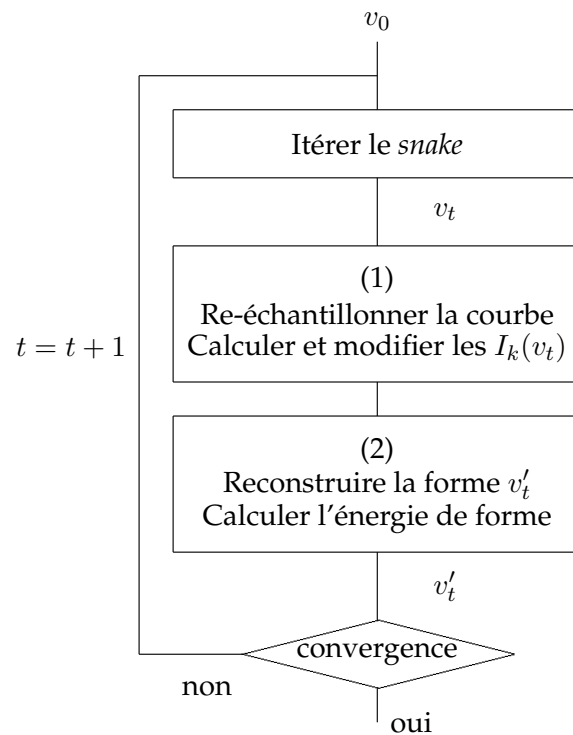 v_0
Itérer le snake
v_t
(1)
Re-échantillonner la courbe
Calculer et modifier les I_k(v_t)
t = t + 1
(2)
Reconstruire la forme v'_t
Calculer l'énergie de forme
v'_t
convergence
non
oui